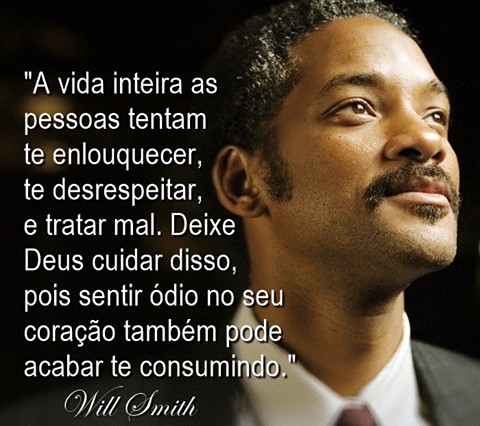 "A vida inteira as
pessoas tentam
te enlouquecer,
te desrespeitar,
e tratar mal. Deixe
Deus cuidar disso,
pois sentir ódio no seu
coração também pode
acabar te consumindo."
Will Smith